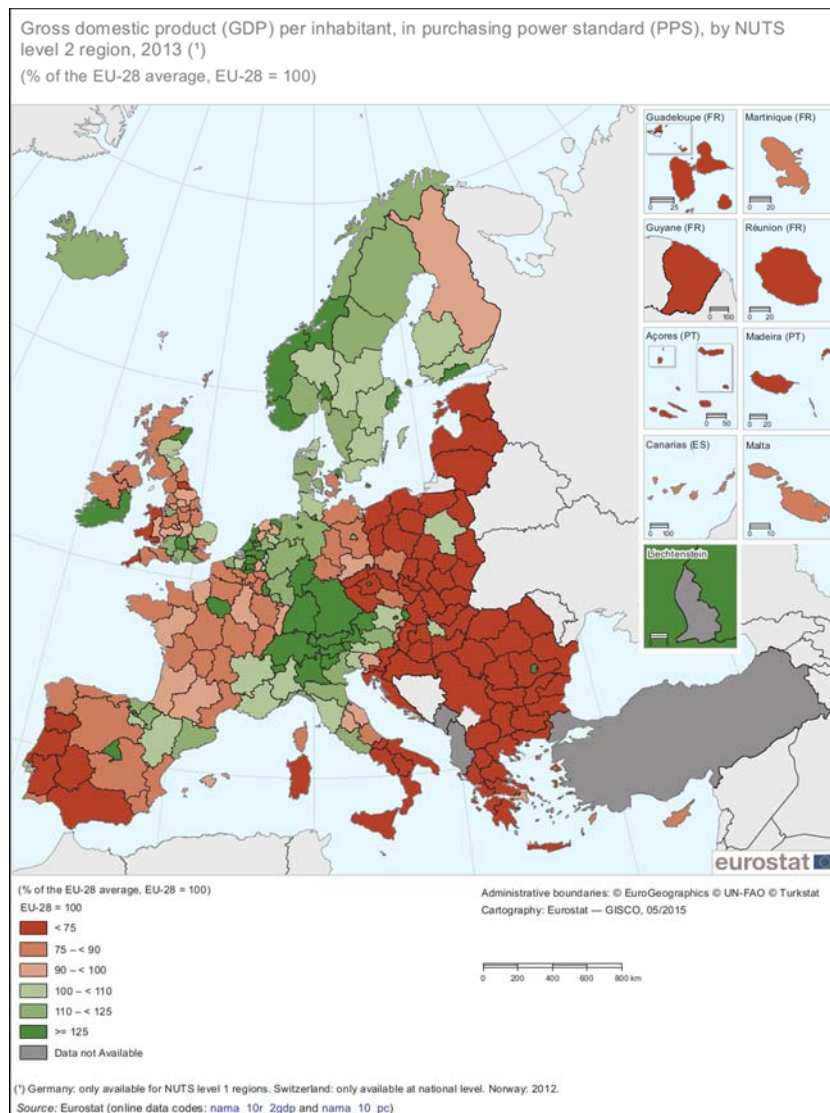 Gross domestic product (GDP) per inhabitant, in purchasing power standard (PPS), by NUTS
level 2 region, 2013 (¹)
(% of the EU-28 average, EU-28 = 100)
Guadeloupe (FR)
Martinique (FR)
0 25
0 20
Guyane (FR)
Réunion (FR)
0 100
0 20
Açores (PT)
Madeira (PT)
0 50
0 20
Canarias (ES)
Malta
0 100
0 10
Liechtenstein
eurostat
(% of the EU-28 average, EU-28 = 100)
EU-28 = 100
< 75
75 – < 90
90 – < 100
100 – < 110
110 – < 125
>= 125
Data not Available
Administrative boundaries: © EuroGeographics © UN-FAO © Turkstat
Cartography: Eurostat — GISCO, 05/2015
0 200 400 600 800 km
(¹) Germany: only available for NUTS level 1 regions. Switzerland: only available at national level. Norway: 2012.
Source: Eurostat (online data codes: nama_10r_2gdp and nama_10_pc)